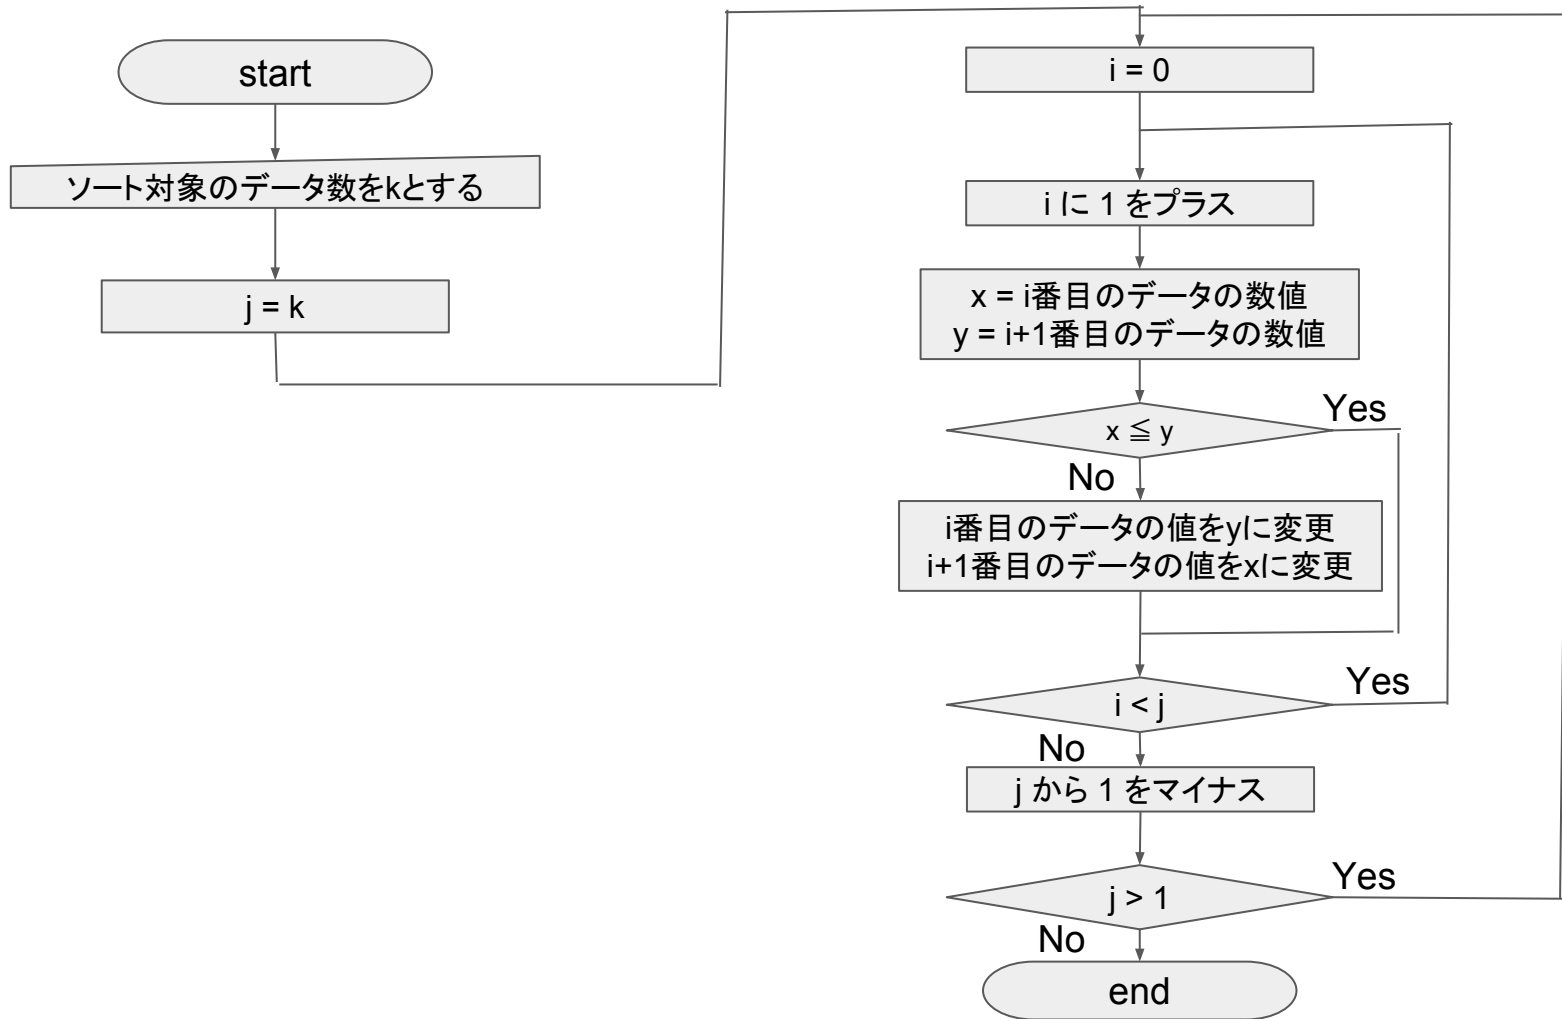 start
ソート対象のデータ数をkとする
j = k
i = 0
i に 1 をプラス
x = i番目のデータの数値
y = i+1番目のデータの数値
x ≦ y
Yes
No
i番目のデータの値をyに変更
i+1番目のデータの値をxに変更
i < j
Yes
No
j から 1 をマイナス
j > 1
Yes
No
end